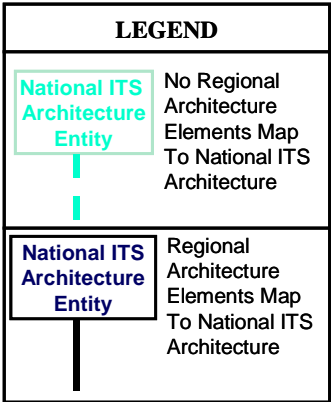 LEGEND
National ITS
Architecture
Entity
No Regional
Architecture
Elements Map
To National ITS
Architecture
National ITS
Architecture
Entity
Regional
Architecture
Elements Map
To National ITS
Architecture